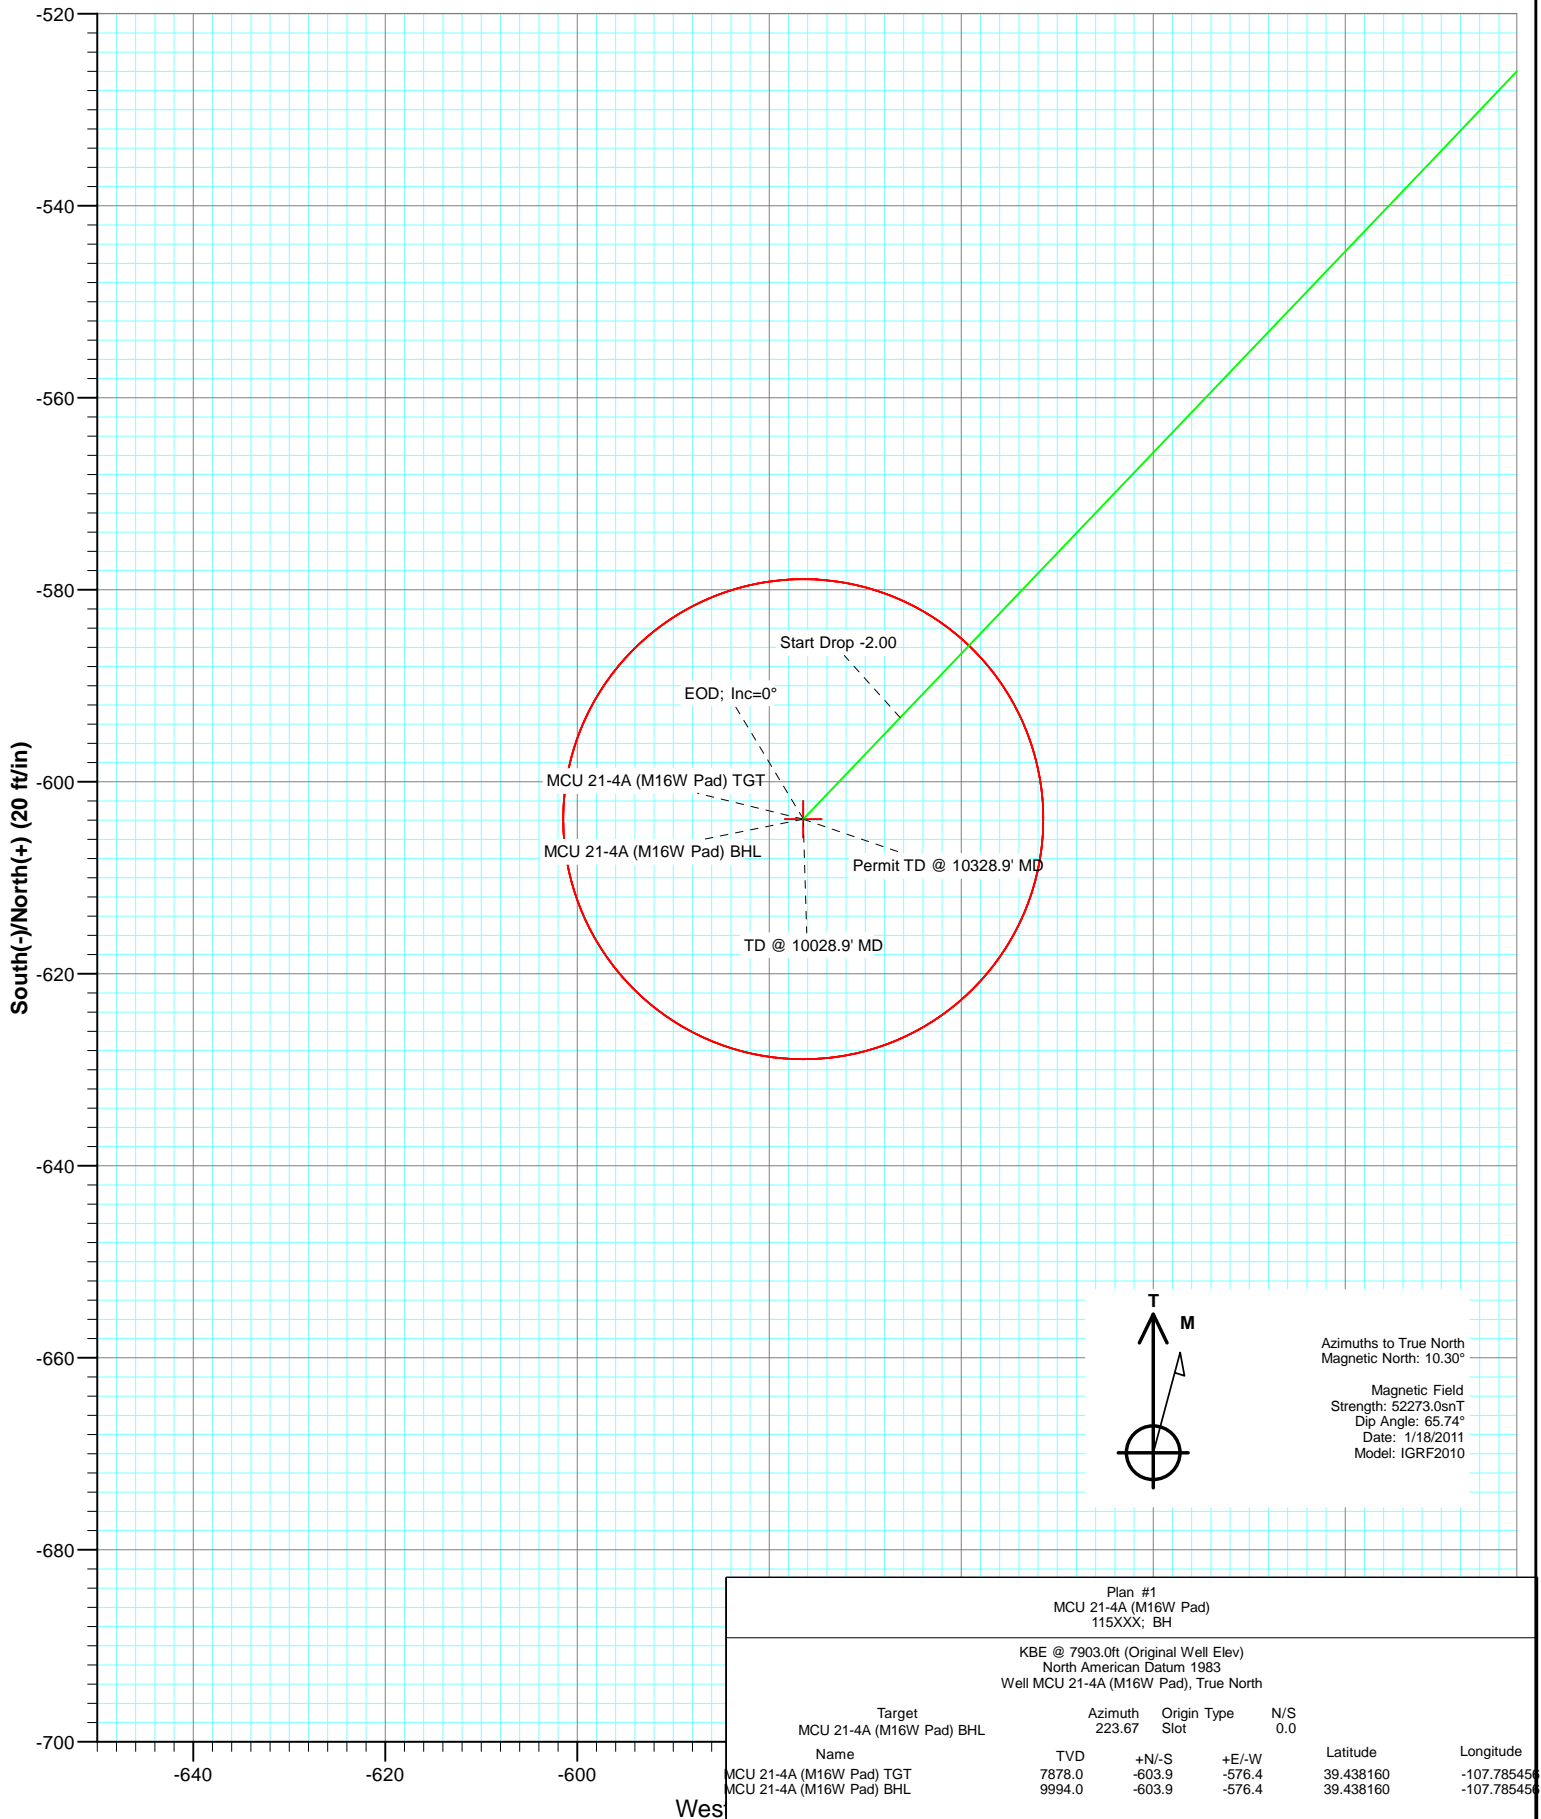 -520
-540
-560
-580
-600
-620
-640
-660
-680
-700
South(-)/North(+) (20 ft/in)
Start Drop -2.00
EOD; Inc=0°
MCU 21-4A (M16W Pad) TGT
MCU 21-4A (M16W Pad) BHL
Permit TD @ 10328.9' MD
TD @ 10028.9' MD
T
M
Azimuths to True North
Magnetic North: 10.30°
Magnetic Field
Strength: 52273.0snT
Dip Angle: 65.74°
Date: 1/18/2011
Model: IGRF2010
-640
-620
-600
West
Plan #1
MCU 21-4A (M16W Pad)
115XXX; BH
KBE @ 7903.0ft (Original Well Elev)
North American Datum 1983
Well MCU 21-4A (M16W Pad), True North
Target Azimuth Origin Type N/S
MCU 21-4A (M16W Pad) BHL 223.67 Slot 0.0
Name TVD +N/-S +E/-W Latitude Longitude
MCU 21-4A (M16W Pad) TGT 7878.0 -603.9 -576.4 39.438160 -107.785456
MCU 21-4A (M16W Pad) BHL 9994.0 -603.9 -576.4 39.438160 -107.785456